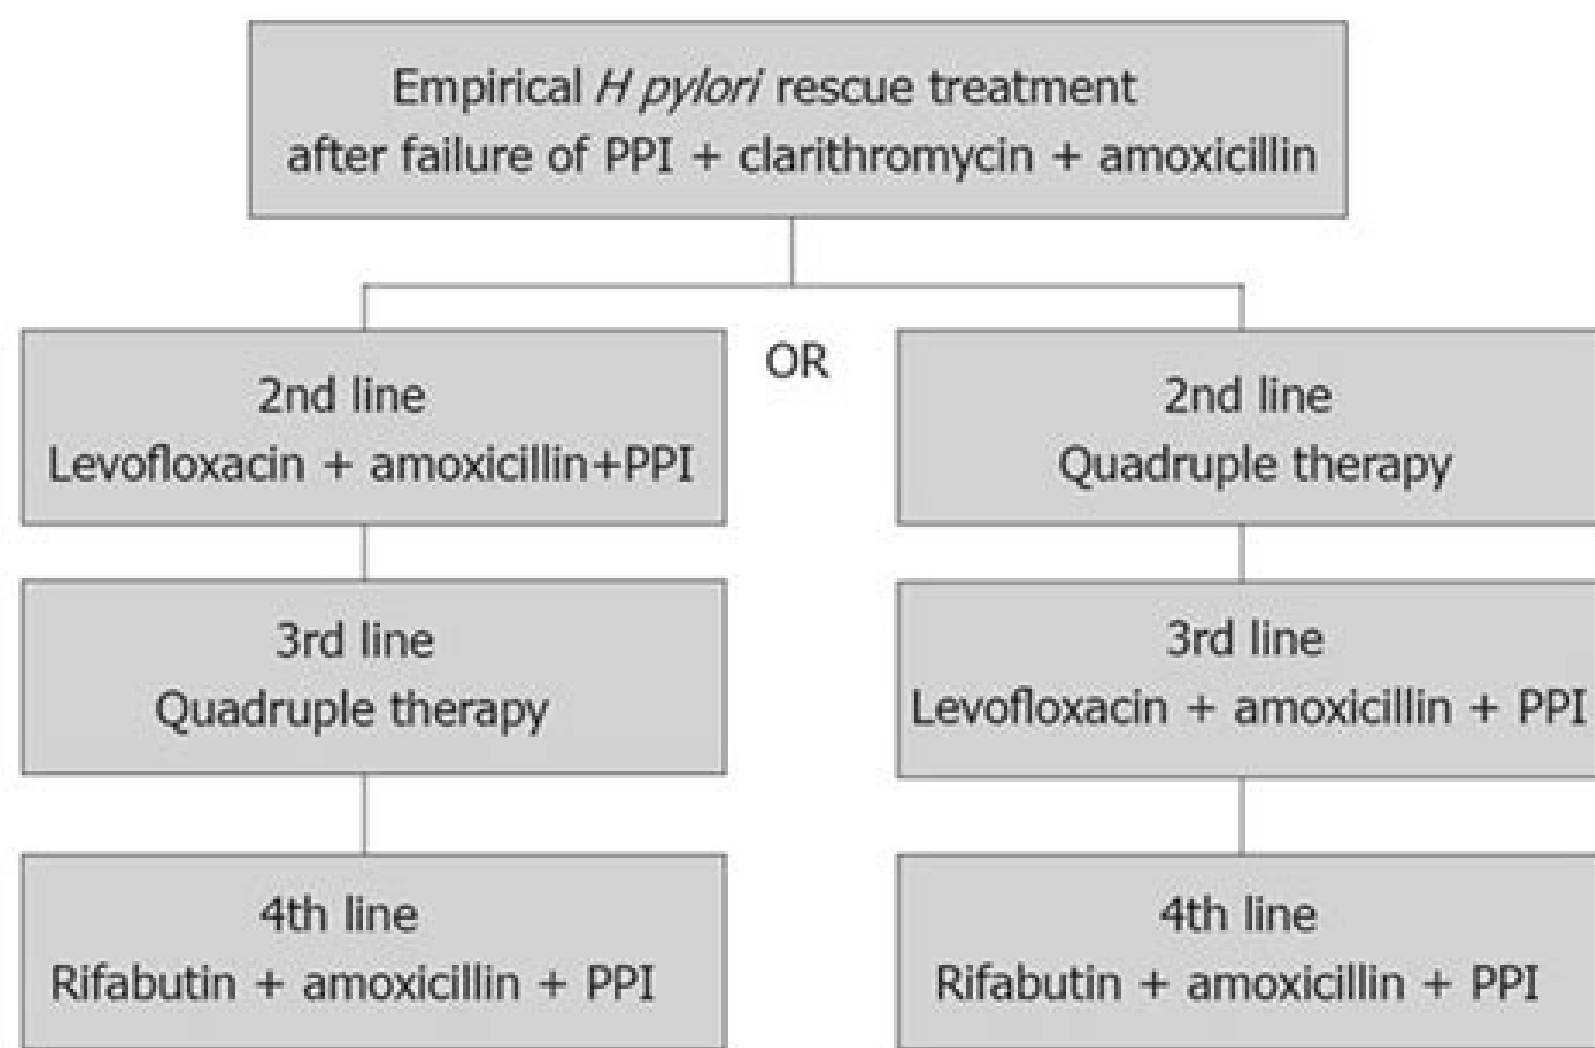 Empirical H pylori rescue treatment
after failure of PPI + clarithromycin + amoxicillin
OR
2nd line
Levofloxacin + amoxicillin+PPI
3rd line
Quadruple therapy
4th line
Rifabutin + amoxicillin + PPI
2nd line
Quadruple therapy
3rd line
Levofloxacin + amoxicillin + PPI
4th line
Rifabutin + amoxicillin + PPI